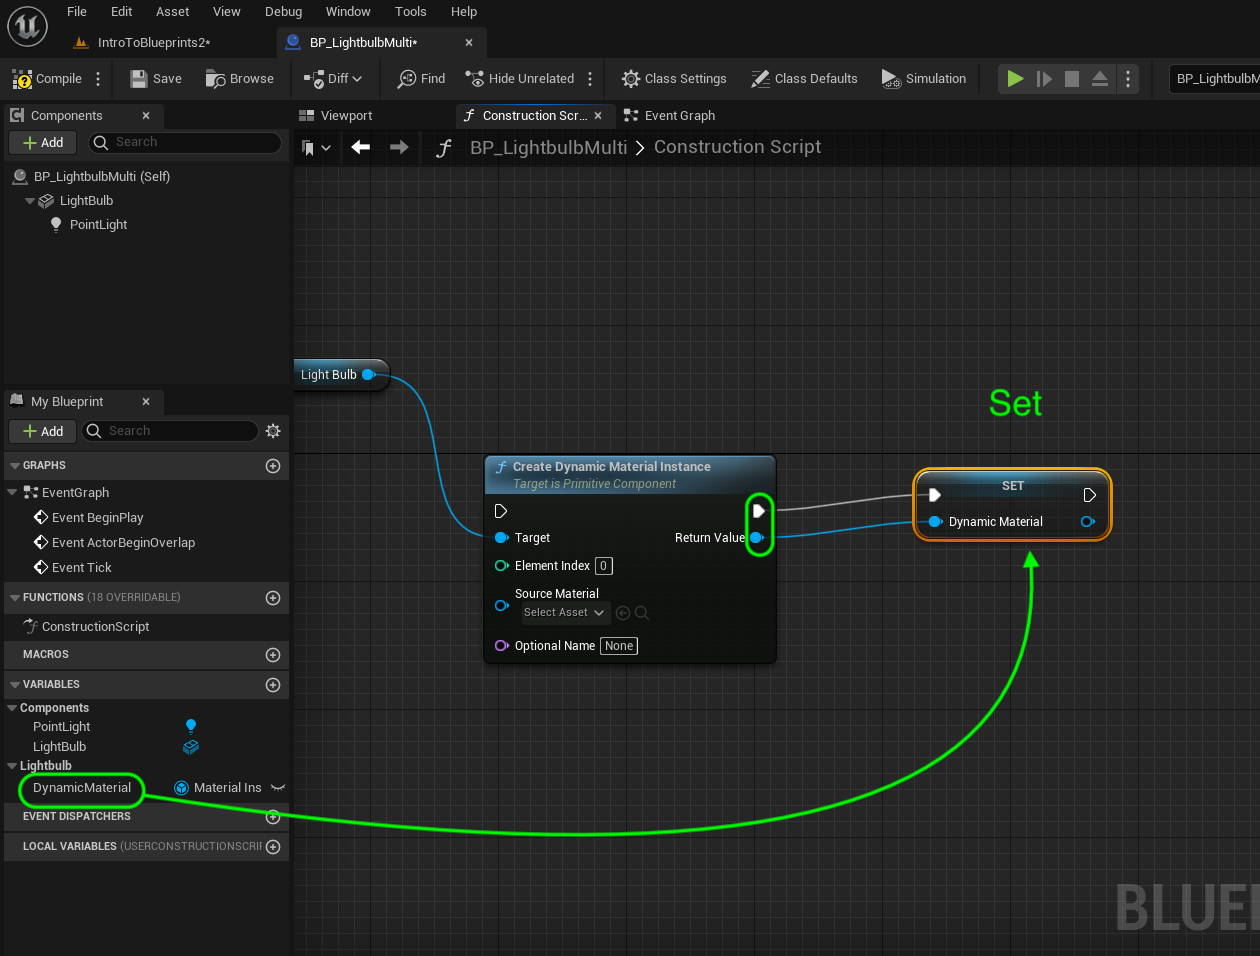 File Edit Asset View Debug Window Tools Help
IntroToBlueprints2*
BP_LightbulbMulti*
Compile Save Browse Diff Find Hide Unrelated Class Settings Class Defaults Simulation BP_LightbulbM
Components
Viewport
Construction Scr...
Event Graph
Add
Search
BP_LightbulbMulti > Construction Script
BP_LightbulbMulti (Self)
LightBulb
PointLight
Light Bulb
Set
My Blueprint
Add
Search
GRAPHS
EventGraph
Event BeginPlay
Event ActorBeginOverlap
Event Tick
FUNCTIONS (18 OVERRIDABLE)
ConstructionScript
MACROS
VARIABLES
Components
PointLight
LightBulb
Lightbulb
DynamicMaterial Material Ins
EVENT DISPATCHERS
LOCAL VARIABLES (USERCONSTRUCTIONSCRIP
f Create Dynamic Material Instance
Target is Primitive Component
Target Return Value
Element Index 0
Source Material
Select Asset
Optional Name None
SET
Dynamic Material
BLUE